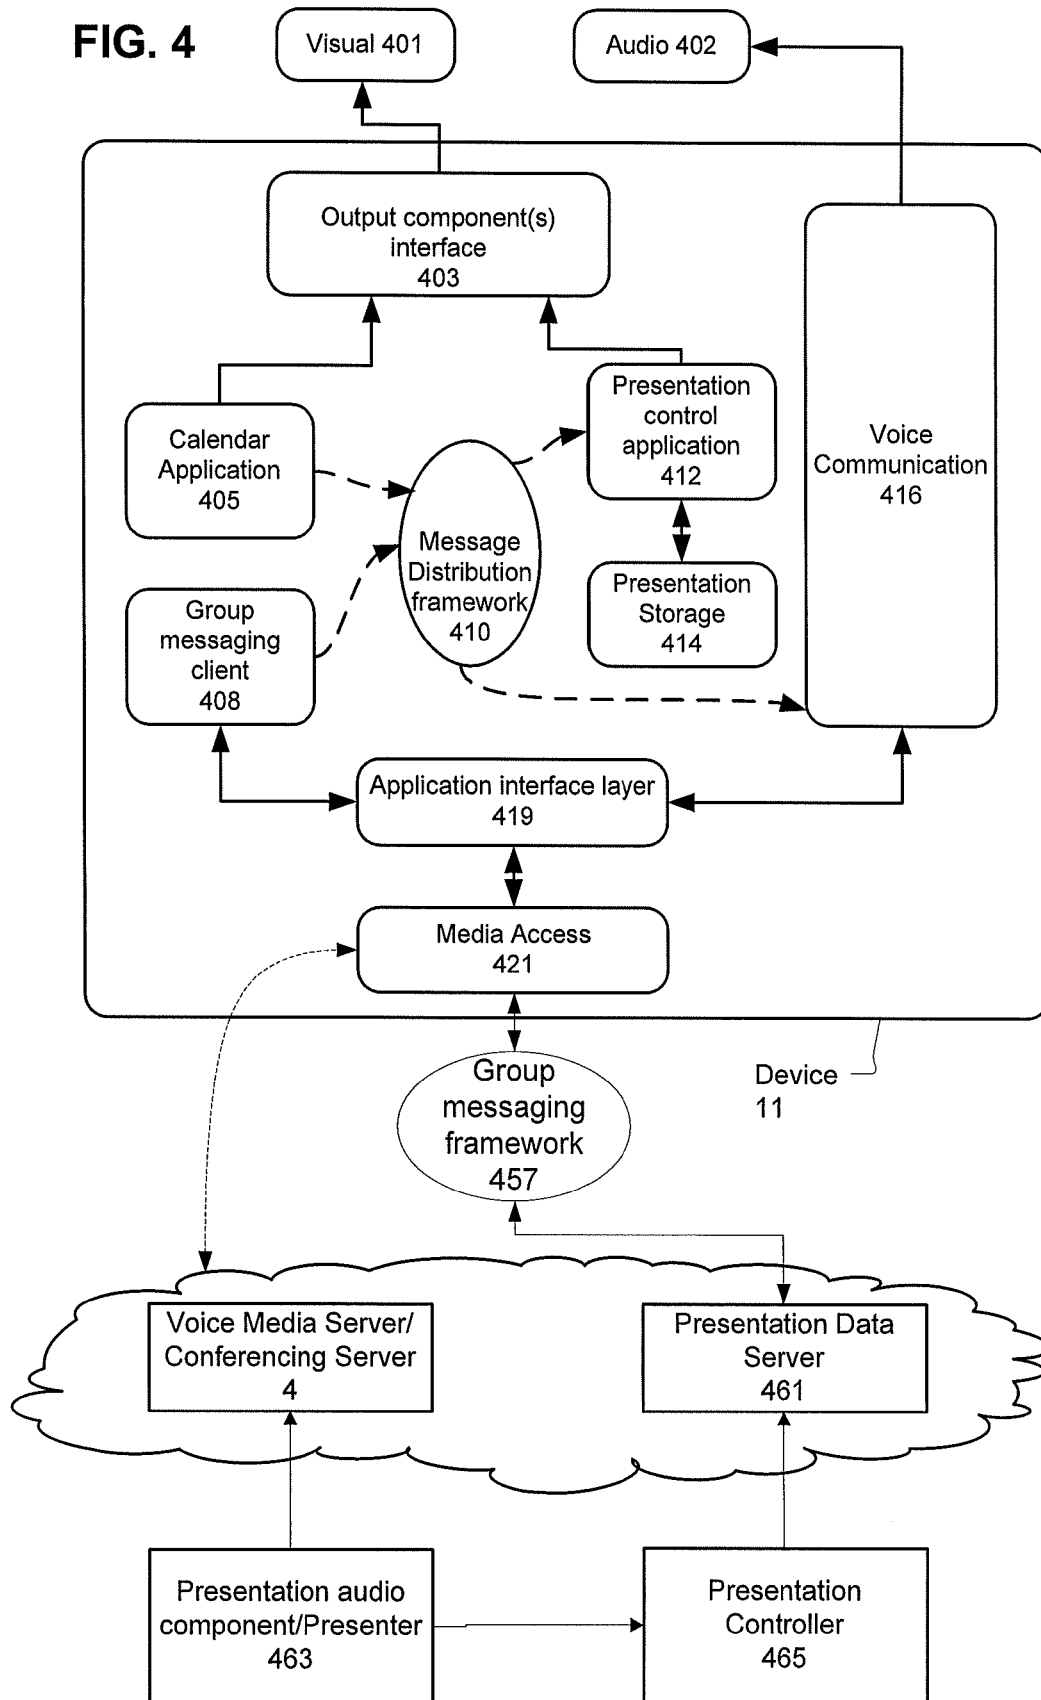 FIG. 4
Visual 401
Audio 402
Output component(s)
interface
403
Calendar
Application
405
Message
Distribution
framework
410
Presentation
control
application
412
Voice
Communication
416
Group
messaging
client
408
Presentation
Storage
414
Application interface layer
419
Media Access
421
Device
11
Group
messaging
framework
457
Voice Media Server/
Conferencing Server
4
Presentation Data
Server
461
Presentation audio
component/Presenter
463
Presentation
Controller
465